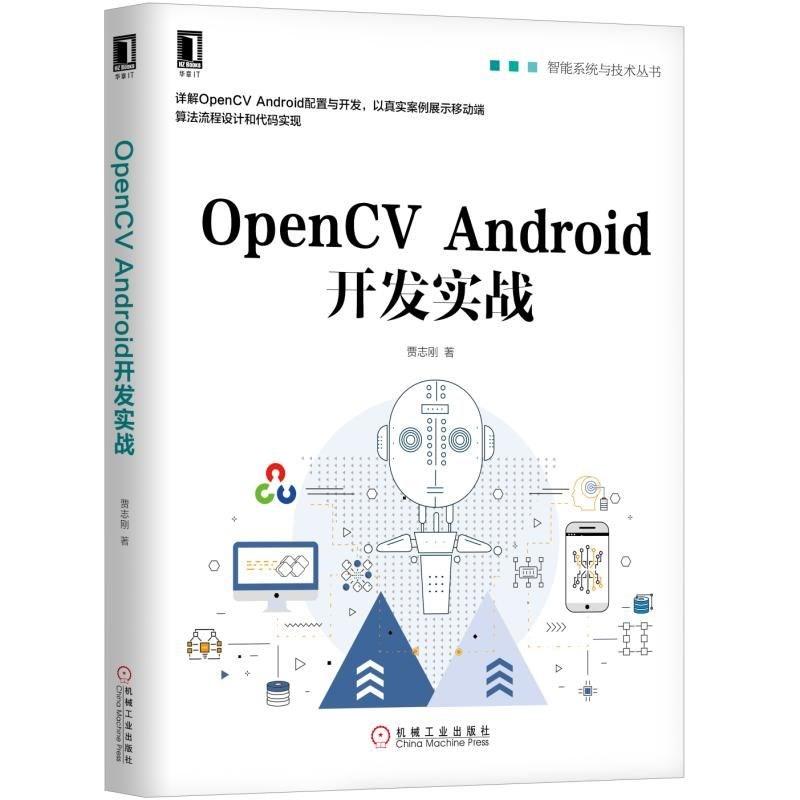 HZ BOOKS
华章IT
OpenCV Android开发实战
贾志刚 著
机械工业出版社
China Machine Press
HZ BOOKS
华章IT
智能系统与技术丛书
详解OpenCV Android配置与开发，以真实案例展示移动端
算法流程设计和代码实现
OpenCV Android
开发实战
贾志刚 著
机械工业出版社
China Machine Press